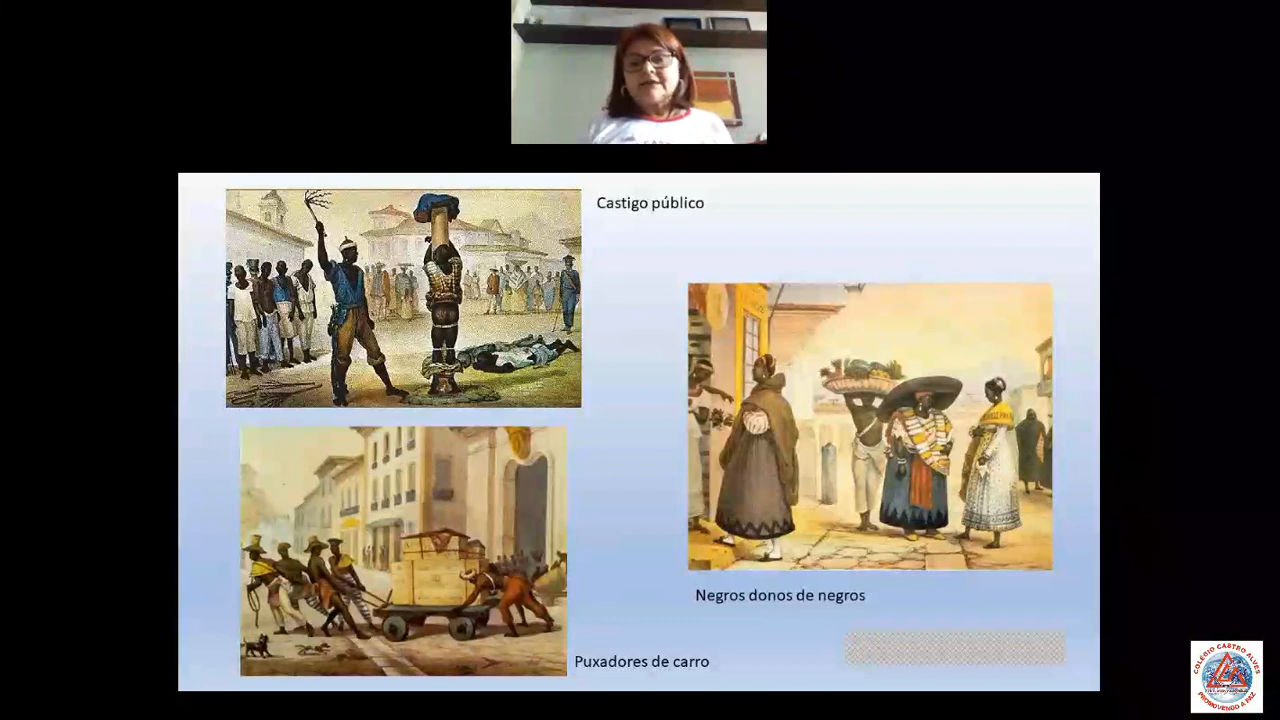 Castigo público
Negros donos de negros
Puxadores de carro
COLÉGIO CASTRO ALVES
PROMOVENDO A PAZ